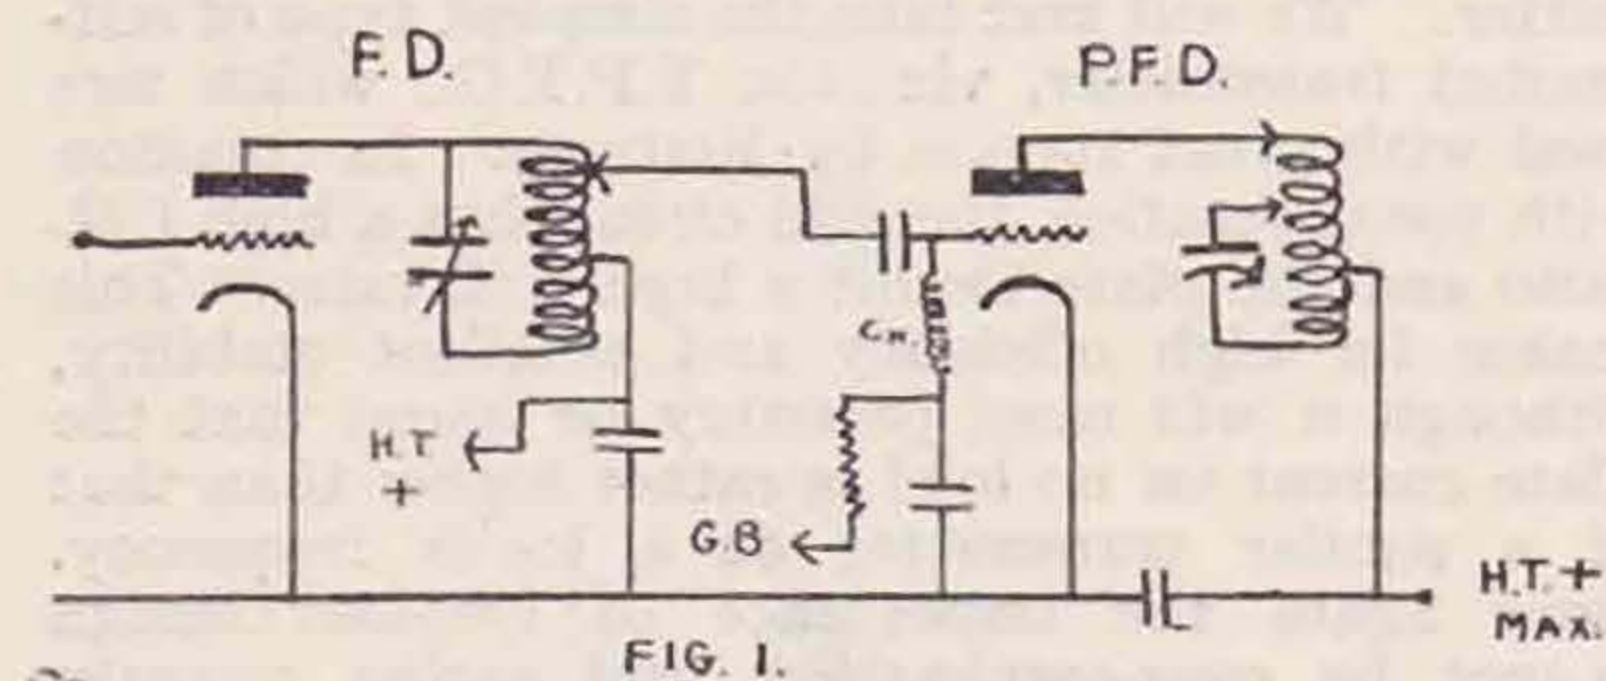 F.D.
P.F.D.
CH.
H.T
+
G.B
H.T.+
MAX.
FIG. 1.